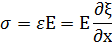 σ = εE = E ∂ξ/∂x